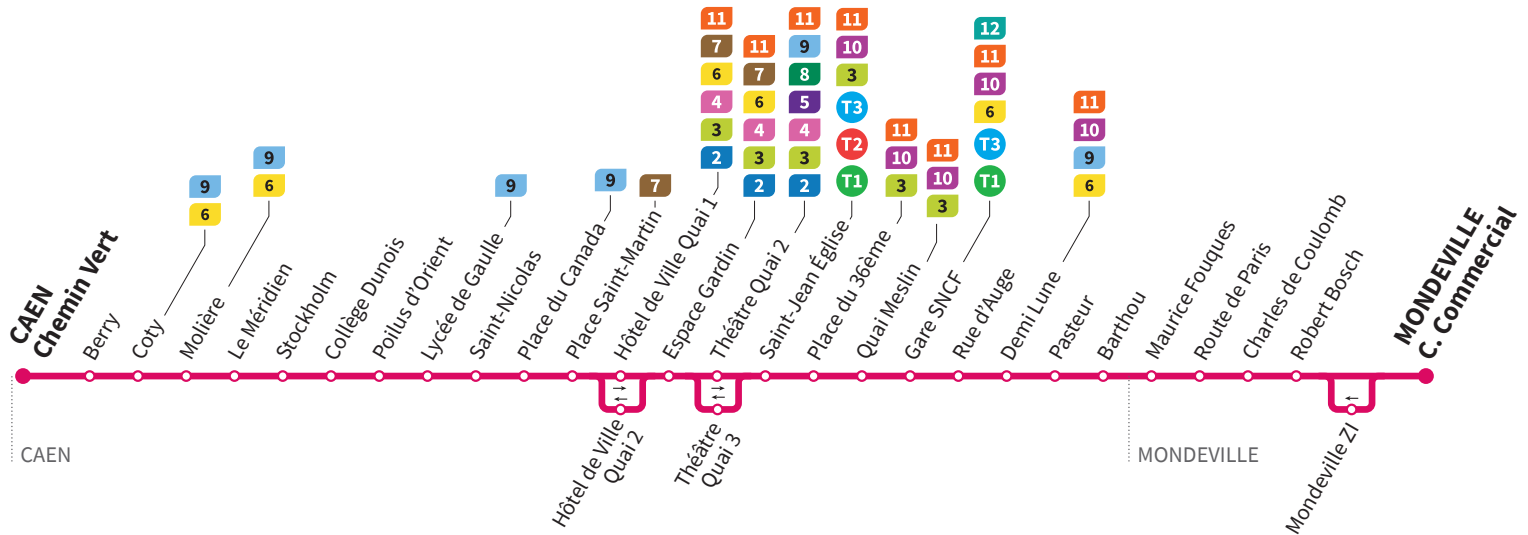 11
7
6
4
3
2
11
7
6
4
3
2
11
9
8
5
4
3
2
11
10
3
T3
T2
T1
11
10
3
11
10
3
12
11
10
6
T3
T1
11
10
9
6
9
6
9
6
9
9
7
CAEN
Chemin Vert
Berry
Coty
Molière
Le Méridien
Stockholm
Collège Dunois
Poilus d'Orient
Lycée de Gaulle
Saint-Nicolas
Place du Canada
Place Saint-Martin
Hôtel de Ville Quai 1
Espace Gardin
Théâtre Quai 2
Saint-Jean Église
Place du 36ème
Quai Meslin
Gare SNCF
Rue d'Auge
Demi Lune
Pasteur
Barthou
Maurice Fouques
Route de Paris
Charles de Coulomb
Robert Bosch
MONDEVILLE
C. Commercial
Hôtel de Ville
Quai 2
Théâtre
Quai 3
Mondeville ZI
CAEN
MONDEVILLE